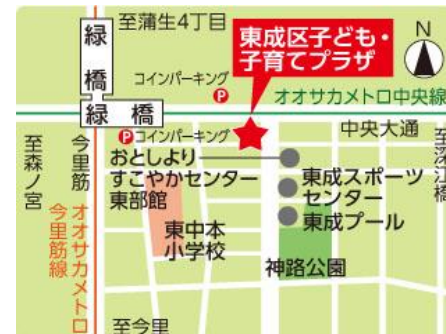 至蒲生4丁目
緑橋
東成区子ども・
子育てプラザ
N
コインパーキング
P
オオサカメトロ中央線
緑橋
P
コインパーキング
中央大通
至森ノ宮
今里筋
オオサカメトロ
今里筋線
至深江橋
おとしより
すこやかセンター
東部館
東成スポーツ
センター
東成プール
東中本
小学校
神路公園
至今里